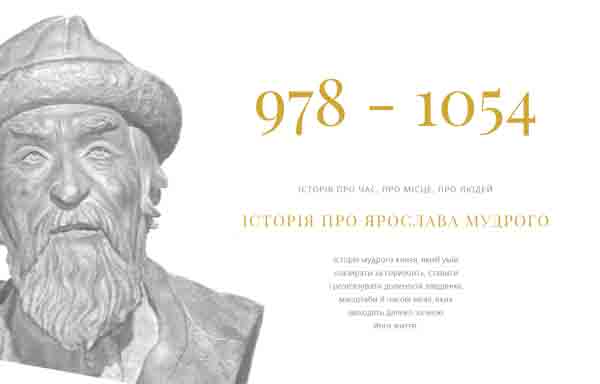 978 – 1054
ІСТОРІЯ ПРО ЧАС, ПРО МІСЦЕ, ПРО ЛЮДЕЙ
ІСТОРІЯ ПРО ЯРОСЛАВА МУДРОГО
Історія мудрого князя, який умів
зазирати за горизонт, ставити
і розв'язувати доленосні завдання,
масштаби й часові межі, яких
виходять далеко за межі
його життя